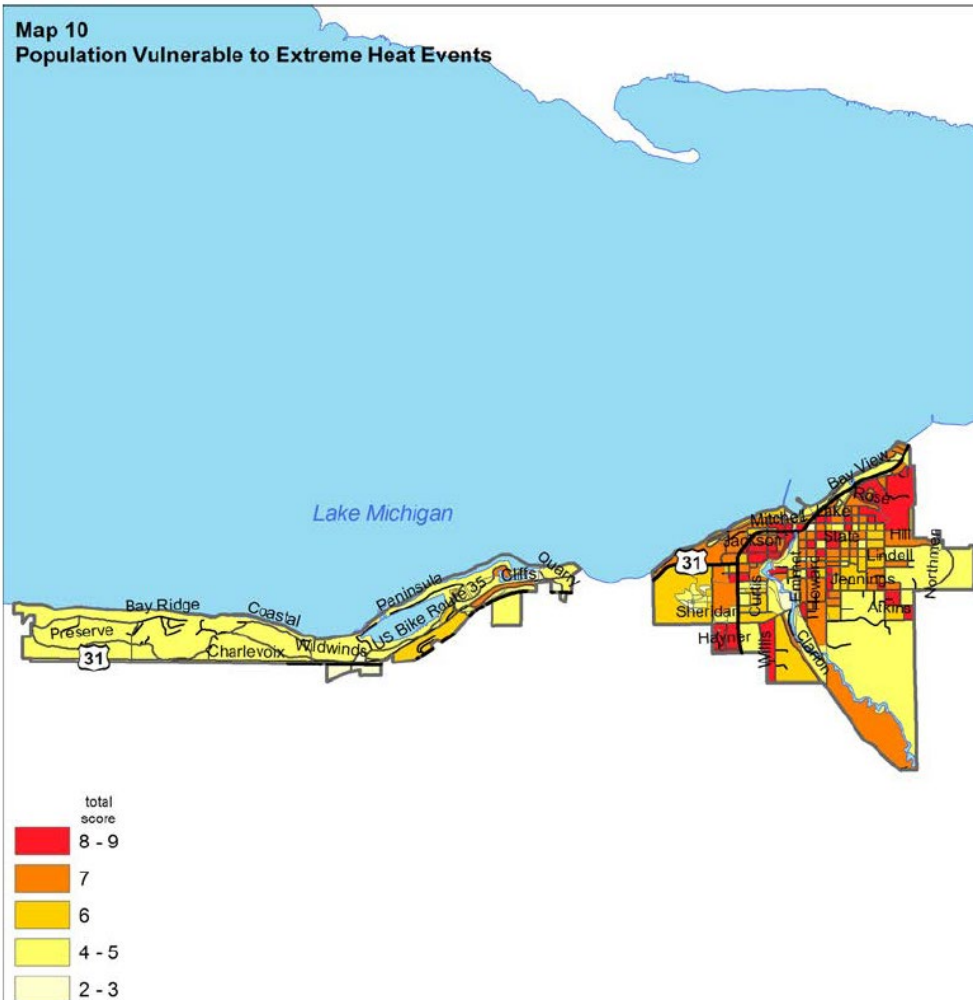 Map 10
Population Vulnerable to Extreme Heat Events
Lake Michigan
Bay View
Rose
Mitchell
Lake
Jackson
State
Hill
31
Lindell
Northmen
Jennings
Emmet
Howard
Curtis
Atkins
Sheridan
Hayner
Willis
Clarion
Quarry
Cliffs
Peninsula
US Bike Route 35
Bay Ridge
Coastal
Preserve
Charlevoix
Wildwinds
31
total
score
8 - 9
7
6
4 - 5
2 - 3